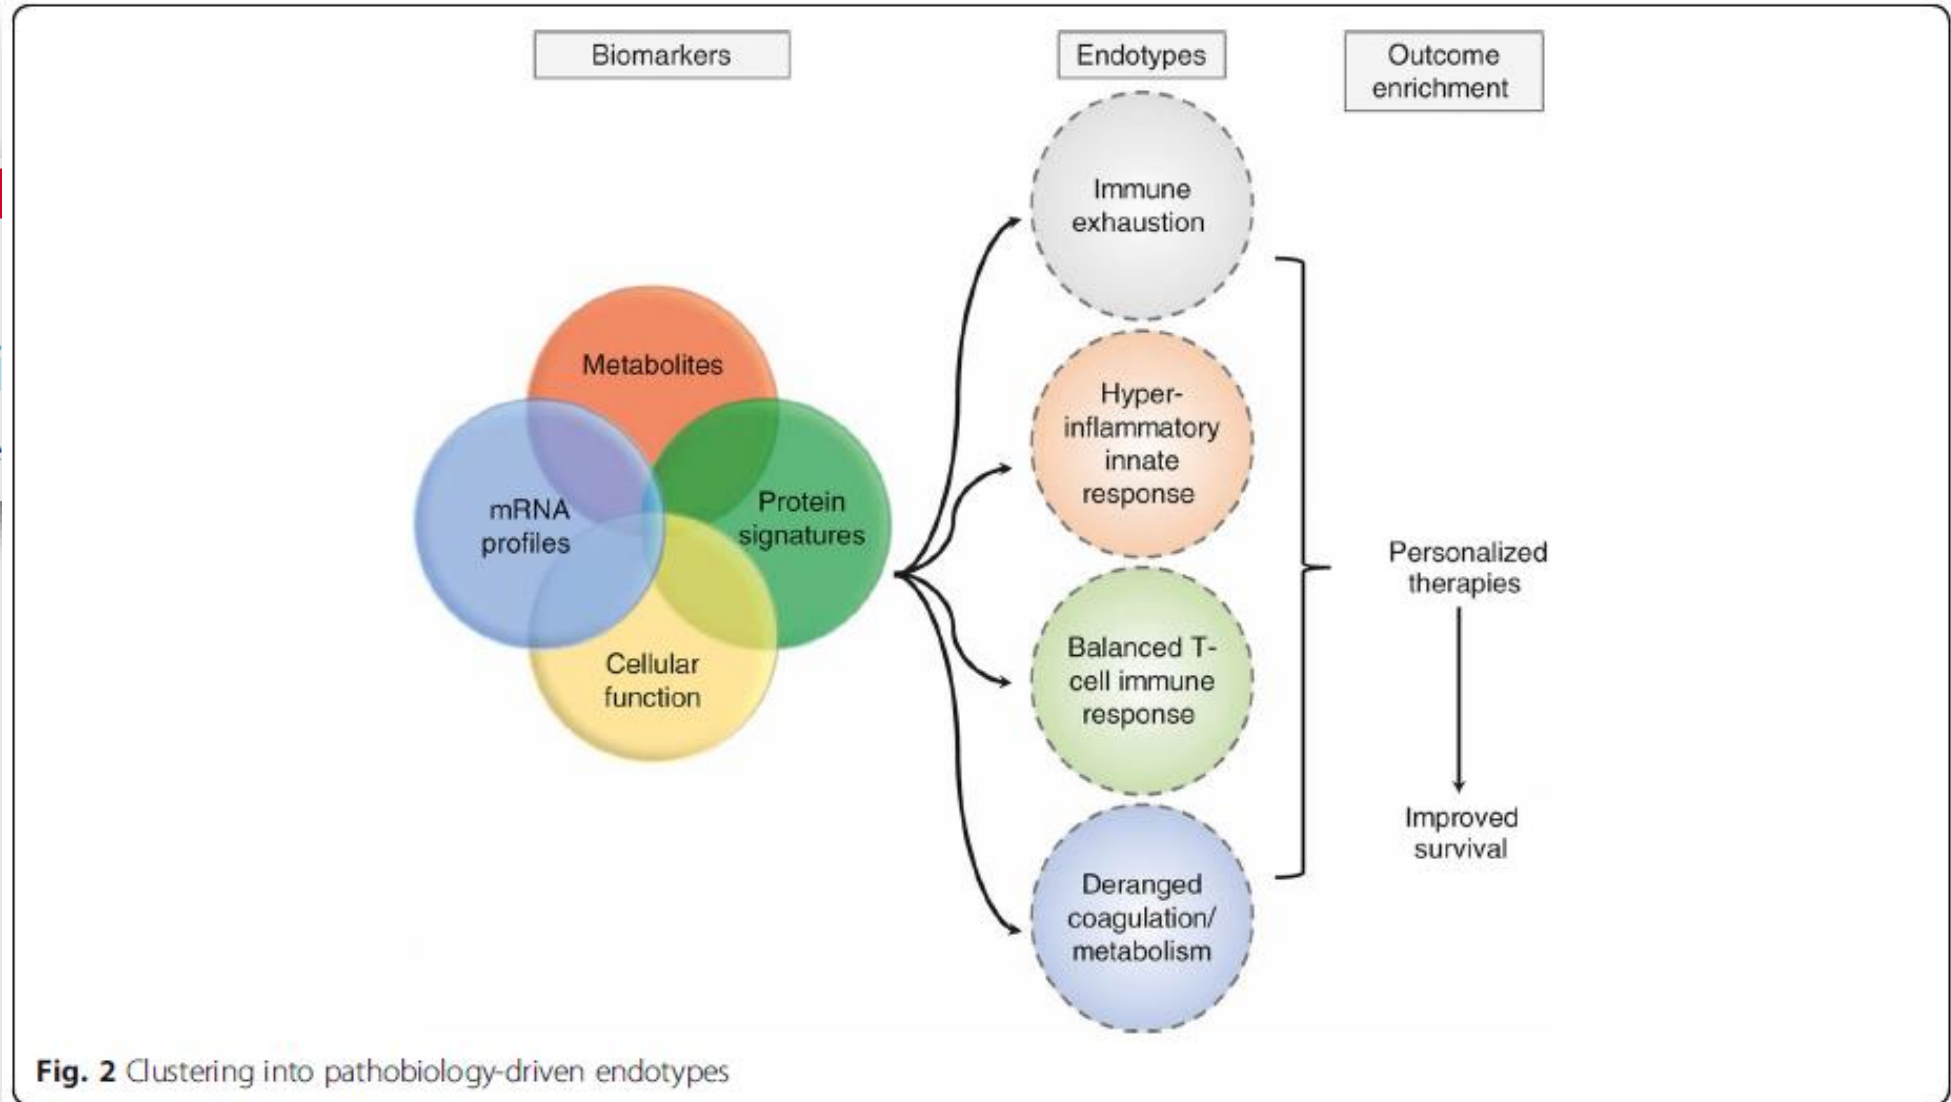 Biomarkers
Endotypes
Outcome
enrichment
Metabolites
mRNA
profiles
Protein
signatures
Cellular
function
Immune
exhaustion
Hyper-
inflammatory
innate
response
Balanced T-
cell immune
response
Deranged
coagulation/
metabolism
Personalized
therapies
Improved
survival
Fig. 2 Clustering into pathobiology-driven endotypes